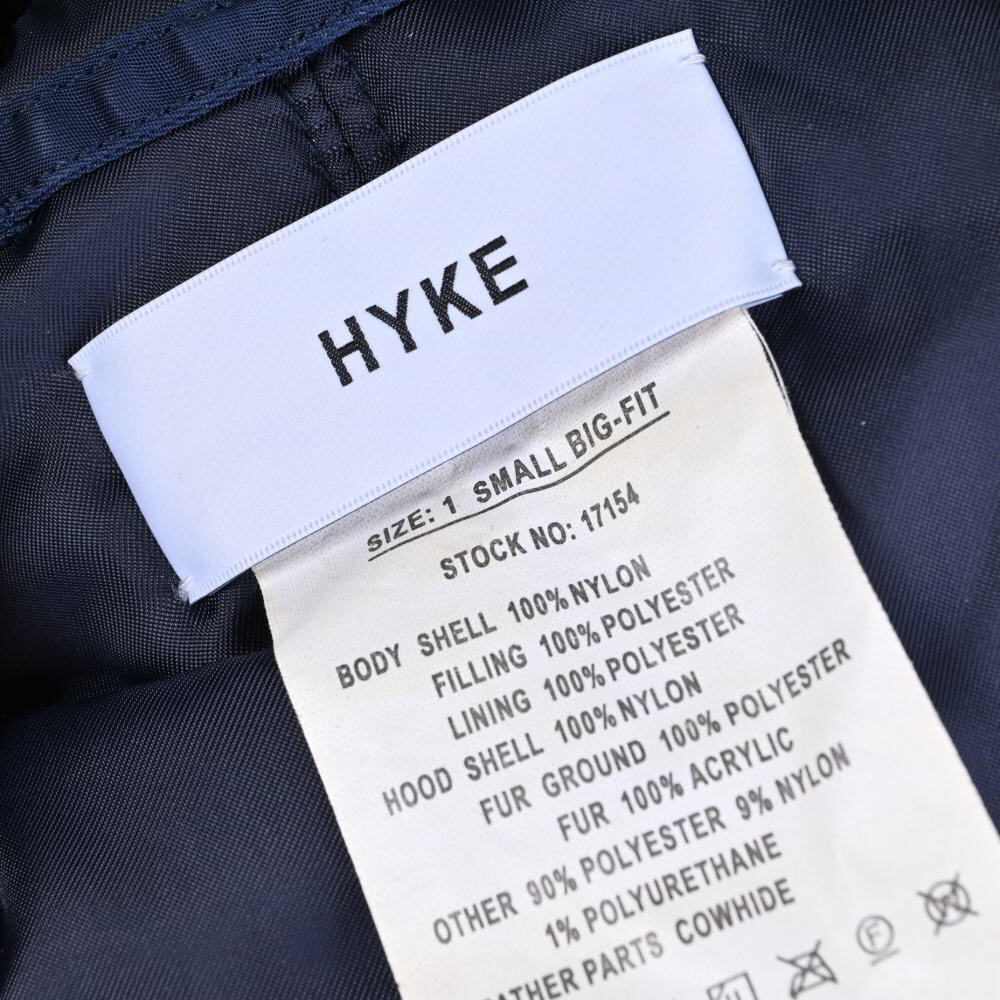 HYKE
SIZE: 1 SMALL BIG-FIT
STOCK NO: 17154
BODY SHELL 100% NYLON
FILLING 100% POLYESTER
LINING 100% POLYESTER
HOOD SHELL 100% NYLON
FUR GROUND 100% POLYESTER
FUR 100% ACRYLIC
OTHER 90% POLYESTER 9% NYLON
1% POLYURETHANE
PARTS COWHIDE
F
W